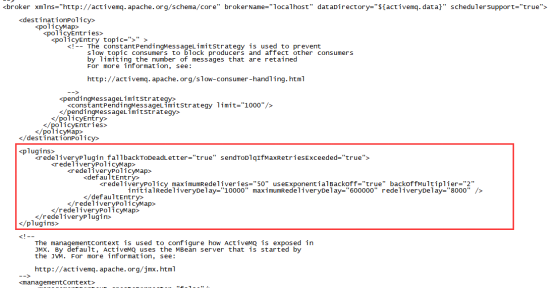 <broker xmlns="http://activemq.apache.org/schema/core" brokerName="localhost" dataDirectory="${activemq.data}" schedulerSupport="true">
<destinationPolicy>
<policyMap>
<policyEntries>
<policyEntry topic=">" >
<!-- The constantPendingMessageLimitStrategy is used to prevent
slow topic consumers to block producers and affect other consumers
by limiting the number of messages that are retained
For more information, see:
http://activemq.apache.org/slow-consumer-handling.html
-->
<pendingMessageLimitStrategy>
<constantPendingMessageLimitStrategy limit="1000"/>
</pendingMessageLimitStrategy>
</policyEntry>
</policyEntries>
</policyMap>
</destinationPolicy>
<plugins>
<redeliveryPlugin fallbackToDeadLetter="true" sendToDlqIfMaxRetriesExceeded="true">
<redeliveryPolicyMap>
<redeliveryPolicyMap>
<defaultEntry>
<redeliveryPolicy maximumRedeliveries="50" useExponentialBackOff="true" backOffMultiplier="2"
initialRedeliveryDelay="10000" maximumRedeliveryDelay="600000" redeliveryDelay="8000" />
</defaultEntry>
</redeliveryPolicyMap>
</redeliveryPolicyMap>
</redeliveryPlugin>
</plugins>
<!--
The managementContext is used to configure how ActiveMQ is exposed in
JMX. By default, ActiveMQ uses the MBean server that is started by
the JVM. For more information, see:
http://activemq.apache.org/jmx.html
-->
<managementContext>